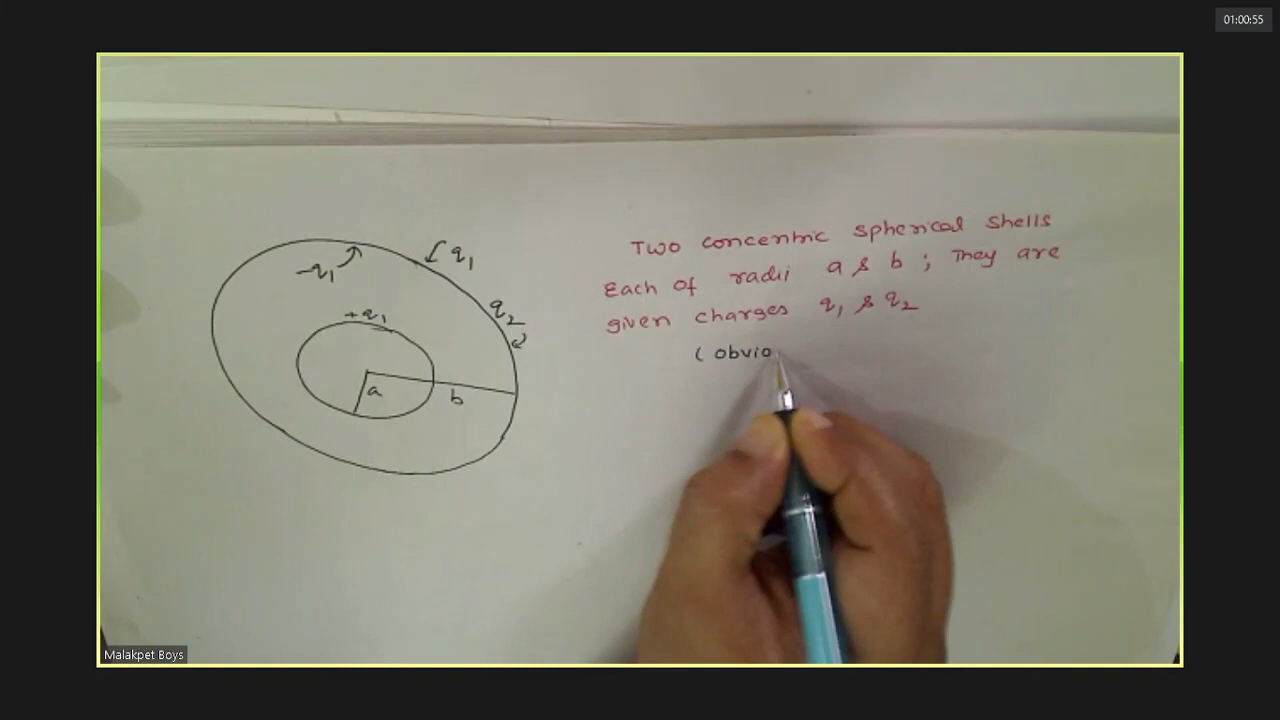 01:00:55
Two concentric spherical shells
Each of radii a & b ; They are
given charges q₁ & q₂
( obvio
-q₁
q₁
q₂
+q₁
a
b
Malakpet Boys